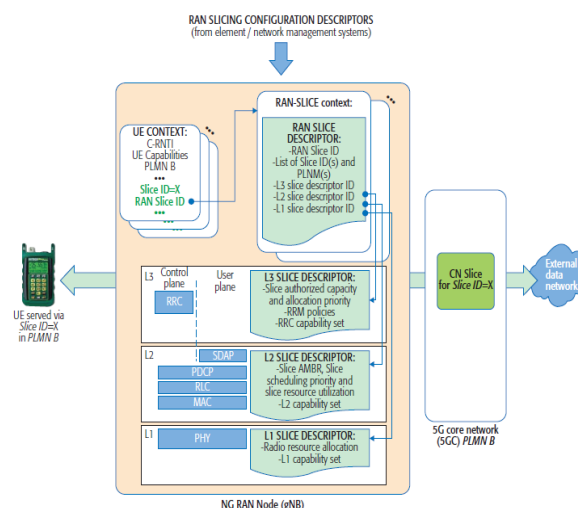 RAN SLICING CONFIGURATION DESCRIPTORS
(from element / network management systems)
RAN-SLICE context:
RAN SLICE
DESCRIPTOR:
-RAN Slice ID
-List of Slice ID(s) and
PLNM(s)
-L3 slice descriptor ID
-L2 slice descriptor ID
-L1 slice descriptor ID
UE CONTEXT:
C-RNTI
UE Capabilities
PLMN B
•••
Slice ID=X
RAN Slice ID
•••
UE served via
Slice ID=X
in PLMN B
L3
Control
plane
User
plane
RRC
L3 SLICE DESCRIPTOR:
-Slice authorized capacity
and allocation priority
-RRM policies
-RRC capability set
L2
SDAP
PDCP
RLC
MAC
L2 SLICE DESCRIPTOR:
-Slice AMBR, Slice
scheduling priority and
slice resource utilization
-L2 capability set
L1
PHY
L1 SLICE DESCRIPTOR:
-Radio resource allocation
-L1 capability set
NG RAN Node (gNB)
CN Slice
for Slice ID=X
5G core network
(5GC) PLMN B
External
data
network